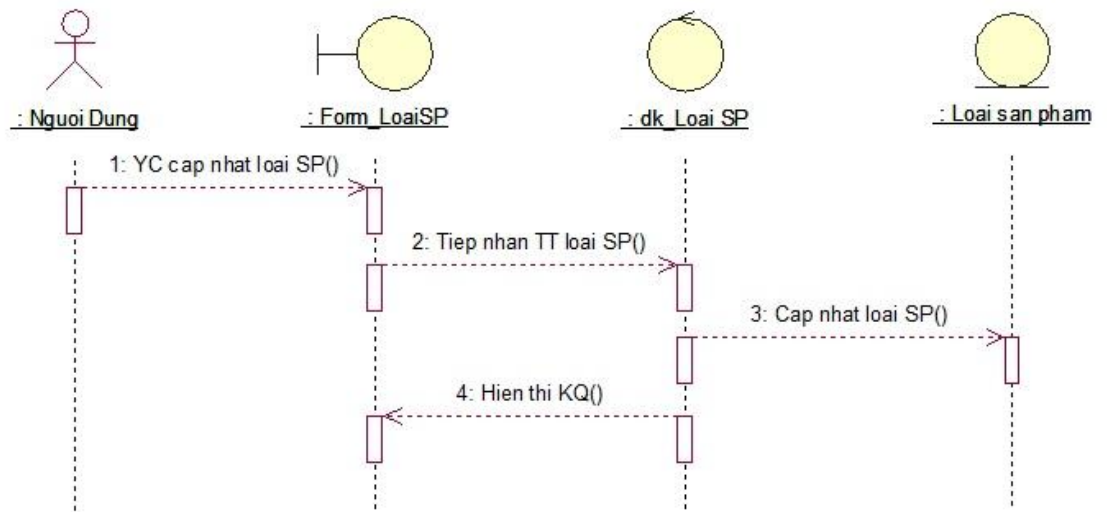 : Nguoi Dung
: Form_LoaiSP
: dk_Loai SP
: Loai san pham
1: YC cap nhat loai SP()
2: Tiep nhan TT loai SP()
3: Cap nhat loai SP()
4: Hien thi KQ()